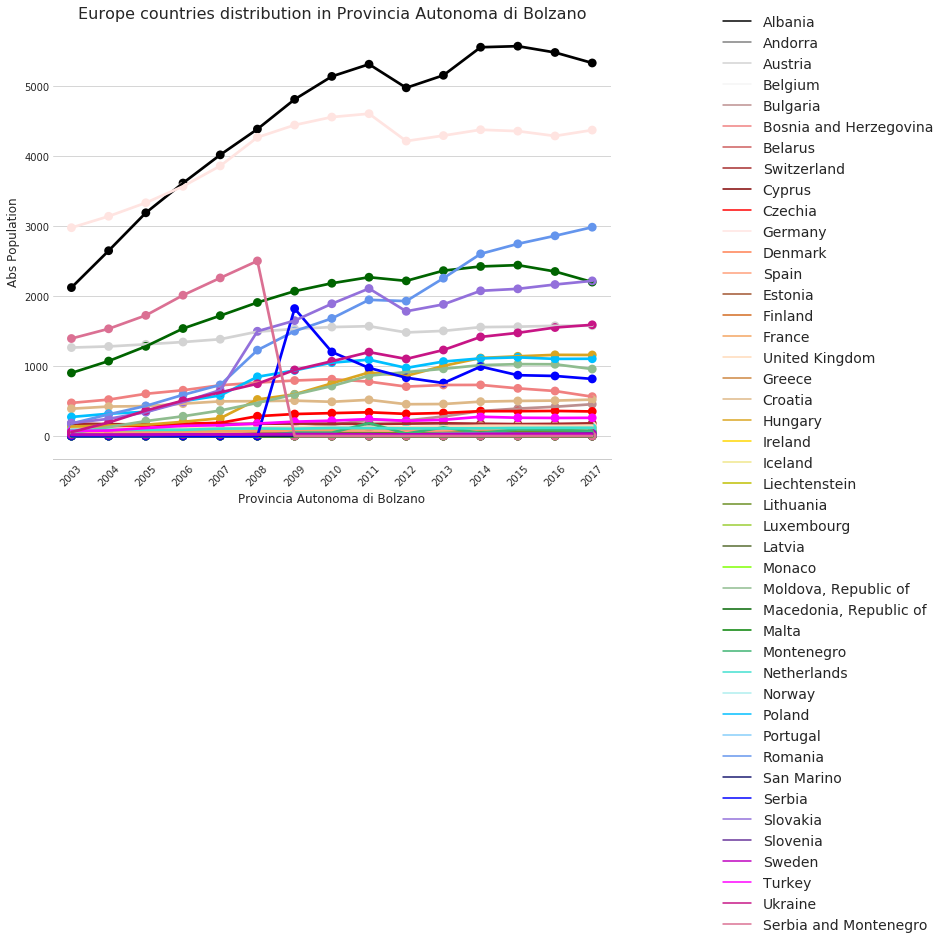 Europe countries distribution in Provincia Autonoma di Bolzano
Abs Population
5000
4000
3000
2000
1000
0
2003
2004
2005
2006
2007
2008
2009
2010
2011
2012
2013
2014
2015
2016
2017
Provincia Autonoma di Bolzano
Albania
Andorra
Austria
Belgium
Bulgaria
Bosnia and Herzegovina
Belarus
Switzerland
Cyprus
Czechia
Germany
Denmark
Spain
Estonia
Finland
France
United Kingdom
Greece
Croatia
Hungary
Ireland
Iceland
Liechtenstein
Lithuania
Luxembourg
Latvia
Monaco
Moldova, Republic of
Macedonia, Republic of
Malta
Montenegro
Netherlands
Norway
Poland
Portugal
Romania
San Marino
Serbia
Slovakia
Slovenia
Sweden
Turkey
Ukraine
Serbia and Montenegro